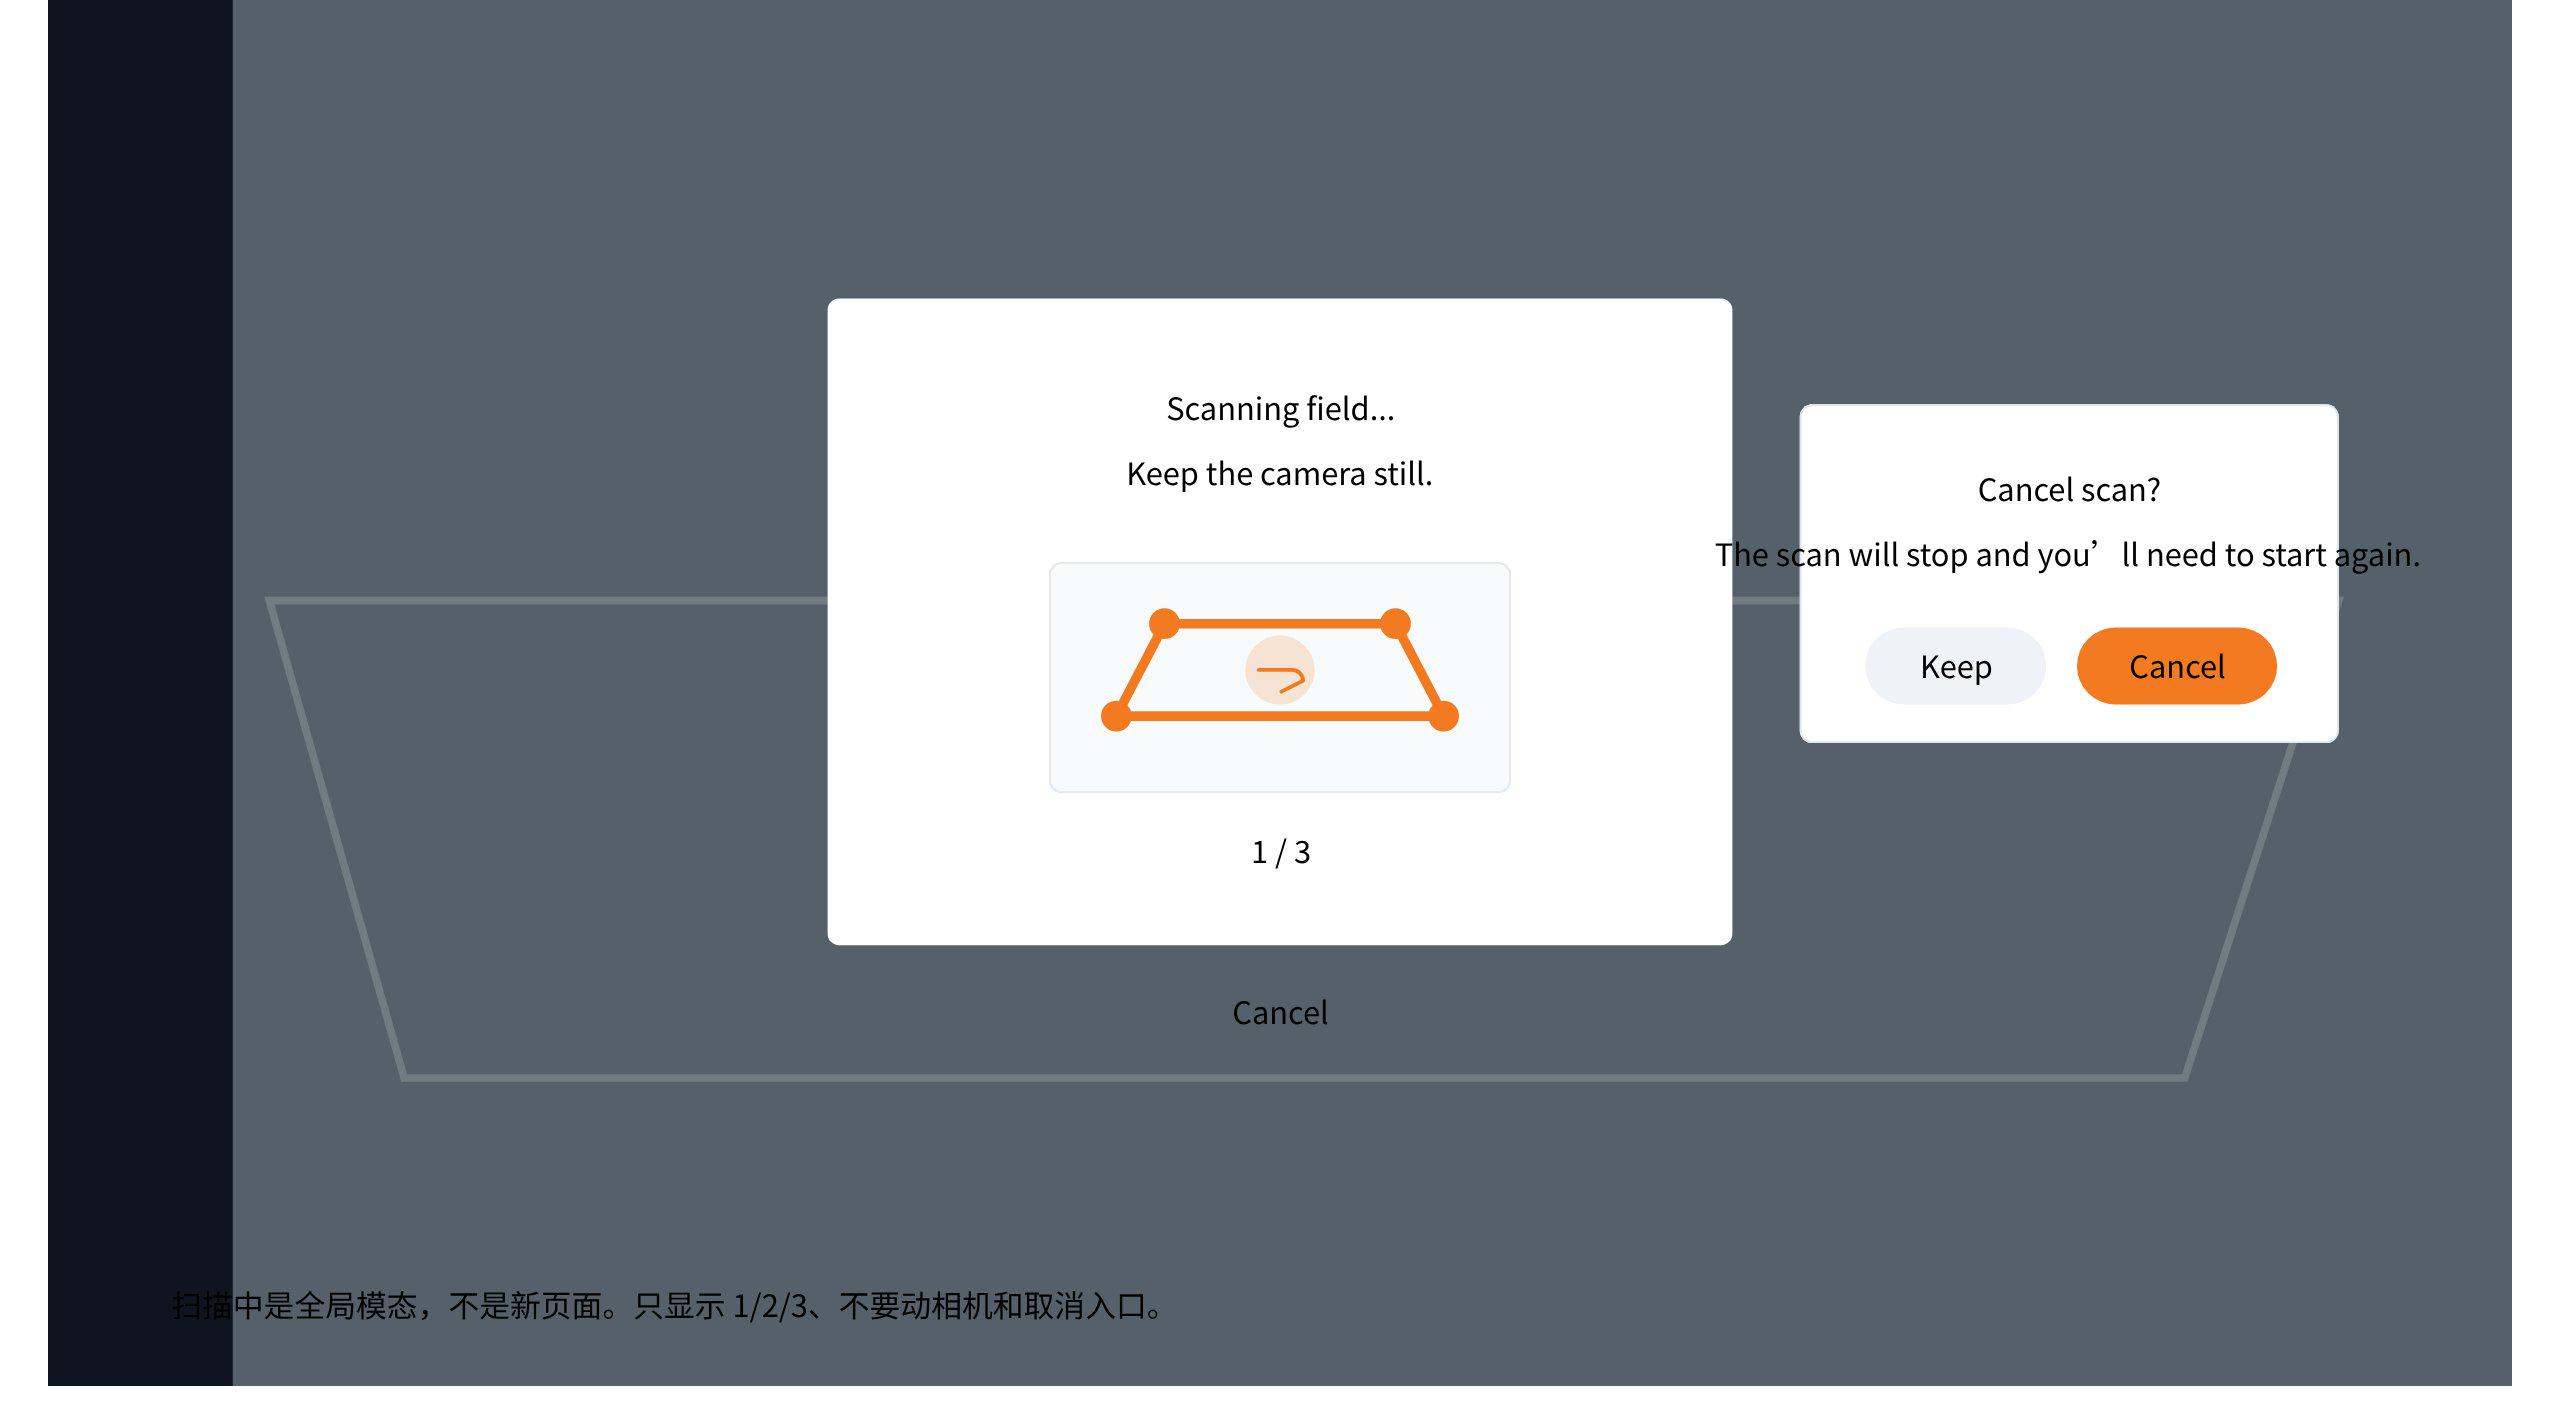 Scanning field...
Keep the camera still.
1 / 3
Cancel
Cancel scan?
The scan will stop and you’ll need to start again.
Keep
Cancel
扫描中是全局模态，不是新页面。只显示 1/2/3、不要动相机和取消入口。